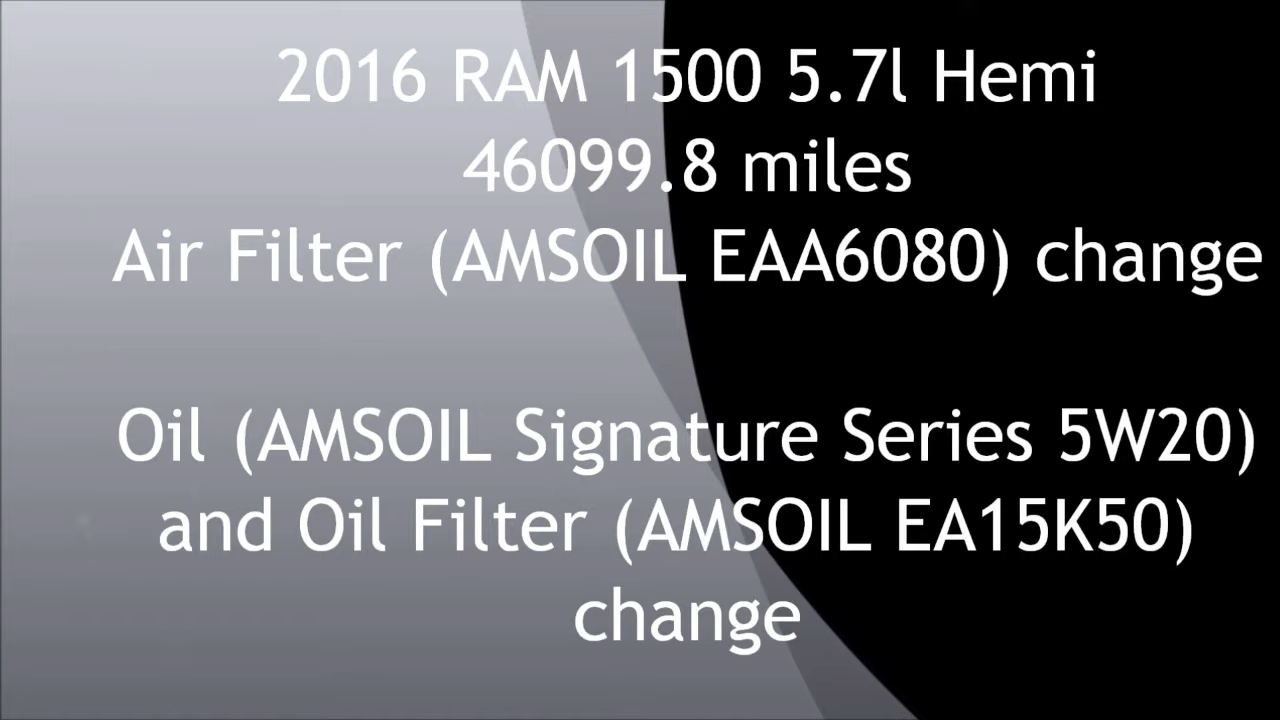 2016 RAM 1500 5.7l Hemi
46099.8 miles
Air Filter (AMSOIL EAA6080) change
Oil (AMSOIL Signature Series 5W20)
and Oil Filter (AMSOIL EA15K50)
change